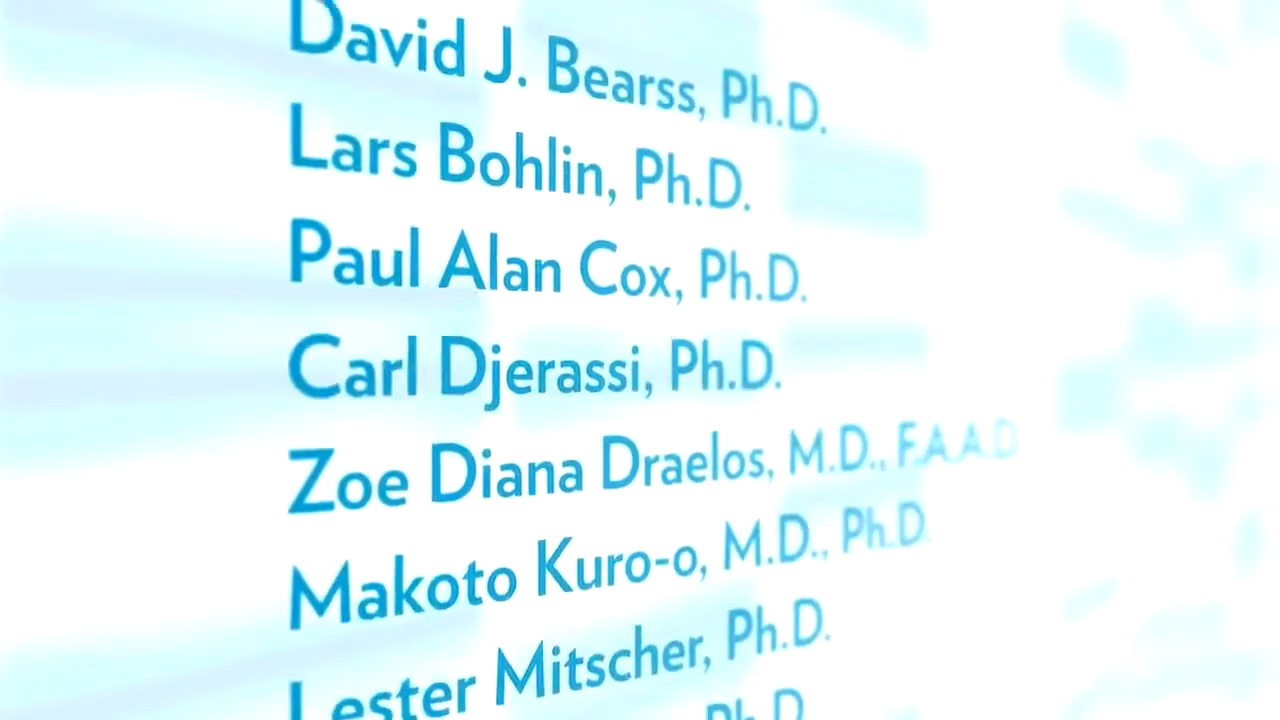 David J. Bearss, Ph.D.
Lars Bohlin, Ph.D.
Paul Alan Cox, Ph.D.
Carl Djerassi, Ph.D.
Zoe Diana Draelos, M.D., F.A.A.D
Makoto Kuro-o, M.D., Ph.D.
Lester Mitscher, Ph.D.
Ph.D.